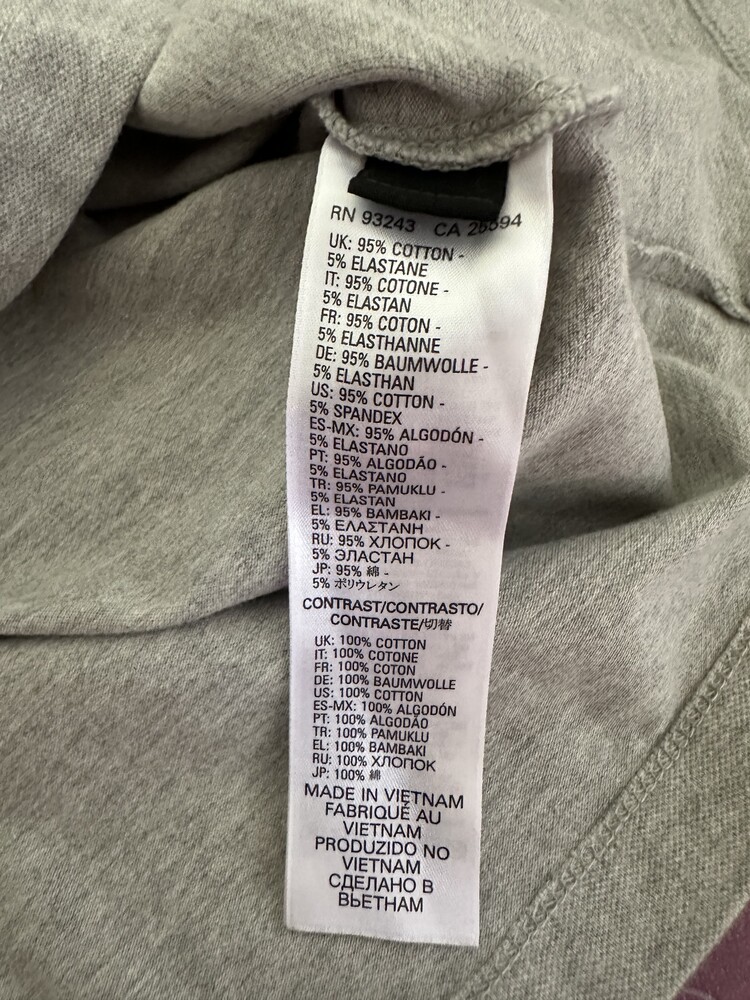 RN 93243 CA 25594
UK: 95% COTTON -
5% ELASTANE
IT: 95% COTONE -
5% ELASTAN
FR: 95% COTON -
5% ELASTHANNE
DE: 95% BAUMWOLLE -
5% ELASTHAN
US: 95% COTTON -
5% SPANDEX
ES-MX: 95% ALGODÓN -
5% ELASTANO
PT: 95% ALGODÃO -
5% ELASTANO
TR: 95% PAMUKLU -
5% ELASTAN
EL: 95% ΒΑΜΒΑΚΙ -
5% ΕΛΑΣΤΑΝΗ
RU: 95% ХЛОПОК -
5% ЭЛАСТАН
JP: 95% 綿 -
5% ポリウレタン
CONTRAST/CONTRASTO/
CONTRASTE/切替
UK: 100% COTTON
IT: 100% COTONE
FR: 100% COTON
DE: 100% BAUMWOLLE
US: 100% COTTON
ES-MX: 100% ALGODÓN
PT: 100% ALGODÃO
TR: 100% PAMUKLU
EL: 100% ΒΑΜΒΑΚΙ
RU: 100% ХЛОПОК
JP: 100% 綿
MADE IN VIETNAM
FABRIQUÉ AU
VIETNAM
PRODUZIDO NO
VIETNAM
СДЕЛАНО В
ВЬЕТНАМ